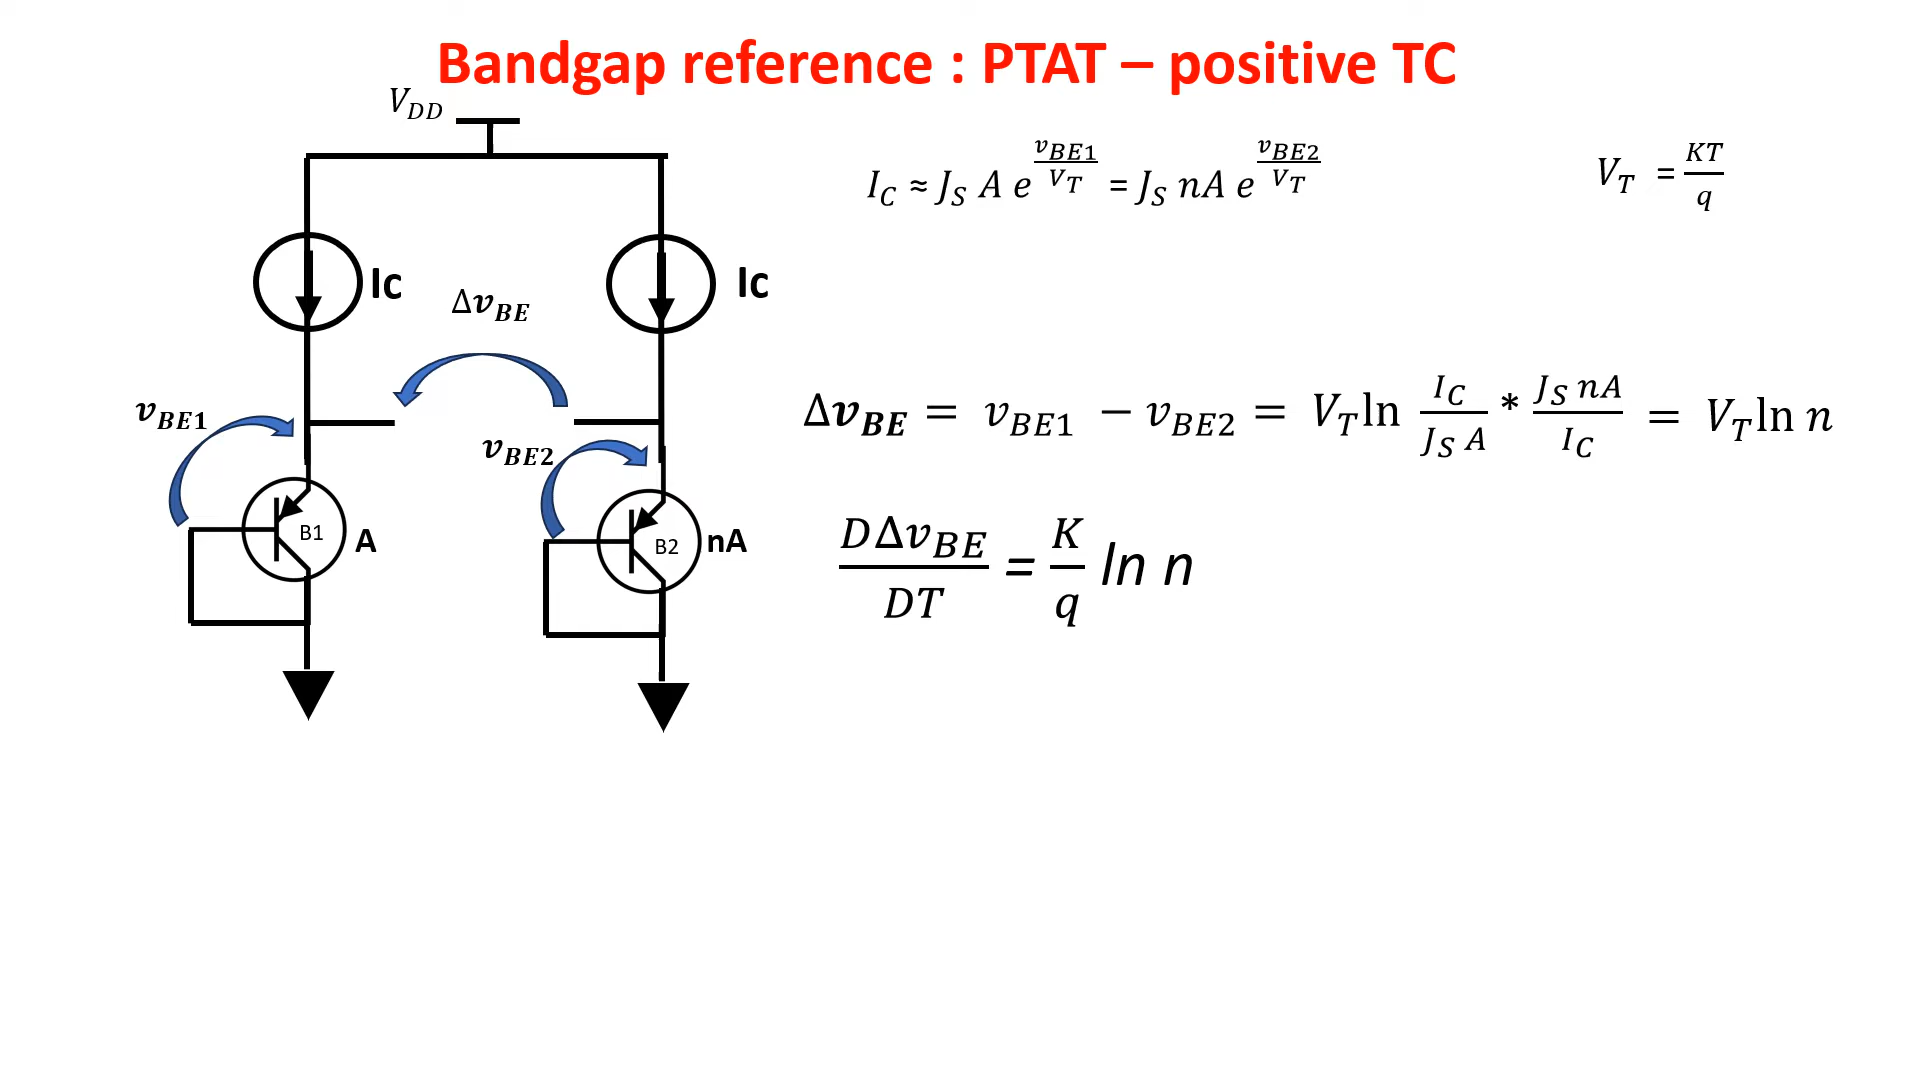 Bandgap reference : PTAT – positive TC
V_DD
I_C ≈ J_S A e^(v_BE1/V_T) = J_S nA e^(v_BE2/V_T)
V_T = KT/q
Ic
Ic
Δv_BE
v_BE1
v_BE2
Δv_BE = v_BE1 − v_BE2 = V_T ln I_C/(J_S A) * (J_S nA)/I_C = V_T ln n
B1
A
B2
nA
DΔv_BE/DT = K/q ln n